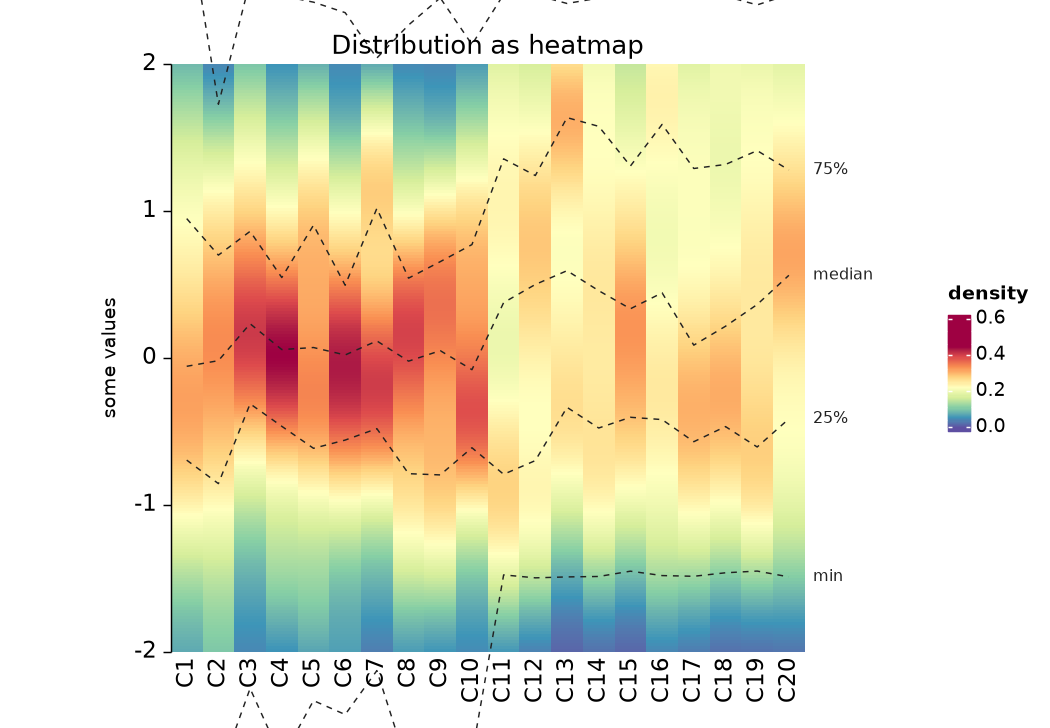 Distribution as heatmap
some values
2
1
0
-1
-2
75%
median
25%
min
C1 C2 C3 C4 C5 C6 C7 C8 C9 C10 C11 C12 C13 C14 C15 C16 C17 C18 C19 C20
density
0.6
0.4
0.2
0.0